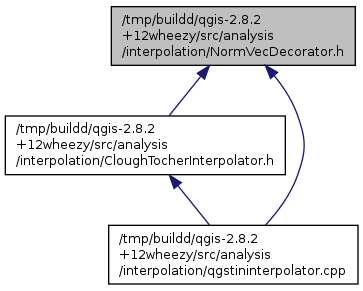 /tmp/buildd/qgis-2.8.2
+12wheezy/src/analysis
/interpolation/NormVecDecorator.h
/tmp/buildd/qgis-2.8.2
+12wheezy/src/analysis
/interpolation/CloughTocherInterpolator.h
/tmp/buildd/qgis-2.8.2
+12wheezy/src/analysis
/interpolation/qgstininterpolator.cpp